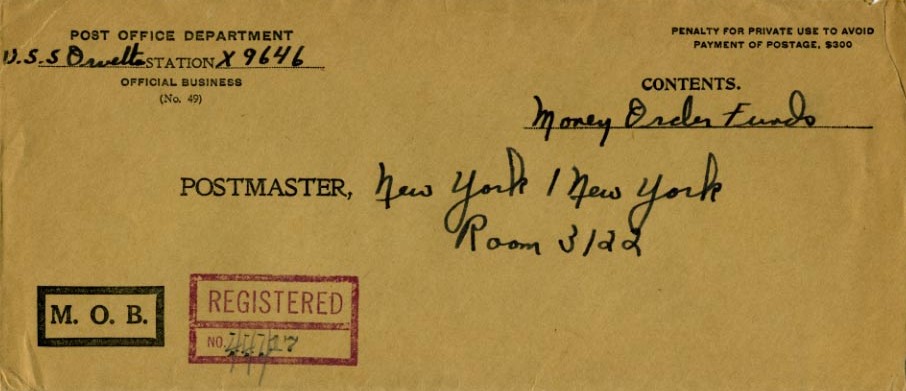 POST OFFICE DEPARTMENT
U.S.S Orvetta STATION X 9646
OFFICIAL BUSINESS
(No. 49)
PENALTY FOR PRIVATE USE TO AVOID
PAYMENT OF POSTAGE, $300
CONTENTS.
Money Order Funds
POSTMASTER, New York 1 New York
Room 3122
M. O. B.
REGISTERED
NO.